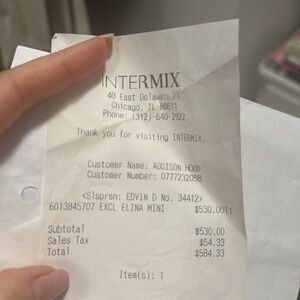 INTERMIX
40 East Delaware Pl
Chicago, IL 60611
Phone: (312)-640-2922
Thank you for visiting INTERMIX.
Customer Name: ADDISON HOOD
Customer Number: 0777232058
<Slsprsn: EDVIN D No. 34412>
6013845707 EXCL ELINA MINI $530.00T1
Subtotal $530.00
Sales Tax $54.33
Total $584.33
Item(s): 1